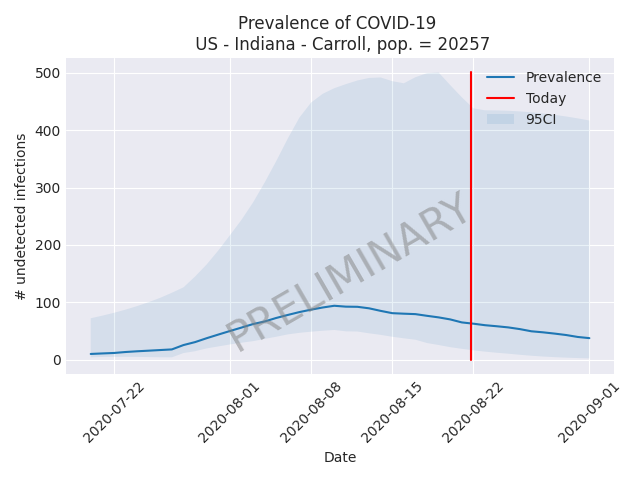 Prevalence of COVID-19
US - Indiana - Carroll, pop. = 20257
500
400
300
200
100
0
# undetected infections
Prevalence
Today
95CI
PRELIMINARY
2020-07-22
2020-08-01
2020-08-08
2020-08-15
2020-08-22
2020-09-01
Date